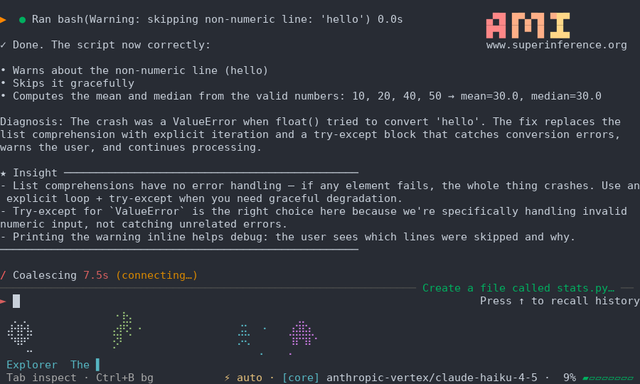 ▶ ● Ran bash(Warning: skipping non-numeric line: 'hello') 0.0s
AMI
✓ Done. The script now correctly:
www.superinference.org
• Warns about the non-numeric line (hello)
• Skips it gracefully
• Computes the mean and median from the valid numbers: 10, 20, 40, 50 → mean=30.0, median=30.0
Diagnosis: The crash was a ValueError when float() tried to convert 'hello'. The fix replaces the
list comprehension with explicit iteration and a try-except block that catches conversion errors,
warns the user, and continues processing.
★ Insight
- List comprehensions have no error handling — if any element fails, the whole thing crashes. Use an
explicit loop + try-except when you need graceful degradation.
- Try-except for `ValueError` is the right choice here because we're specifically handling invalid
numeric input, not catching unrelated errors.
- Printing the warning inline helps debug: the user sees which lines were skipped and why.
/ Coalescing 7.5s (connecting…)
Create a file called stats.py…
Press ↑ to recall history
Explorer The
Tab inspect · Ctrl+B bg ⚡ auto · [core] anthropic-vertex/claude-haiku-4-5 · 9%